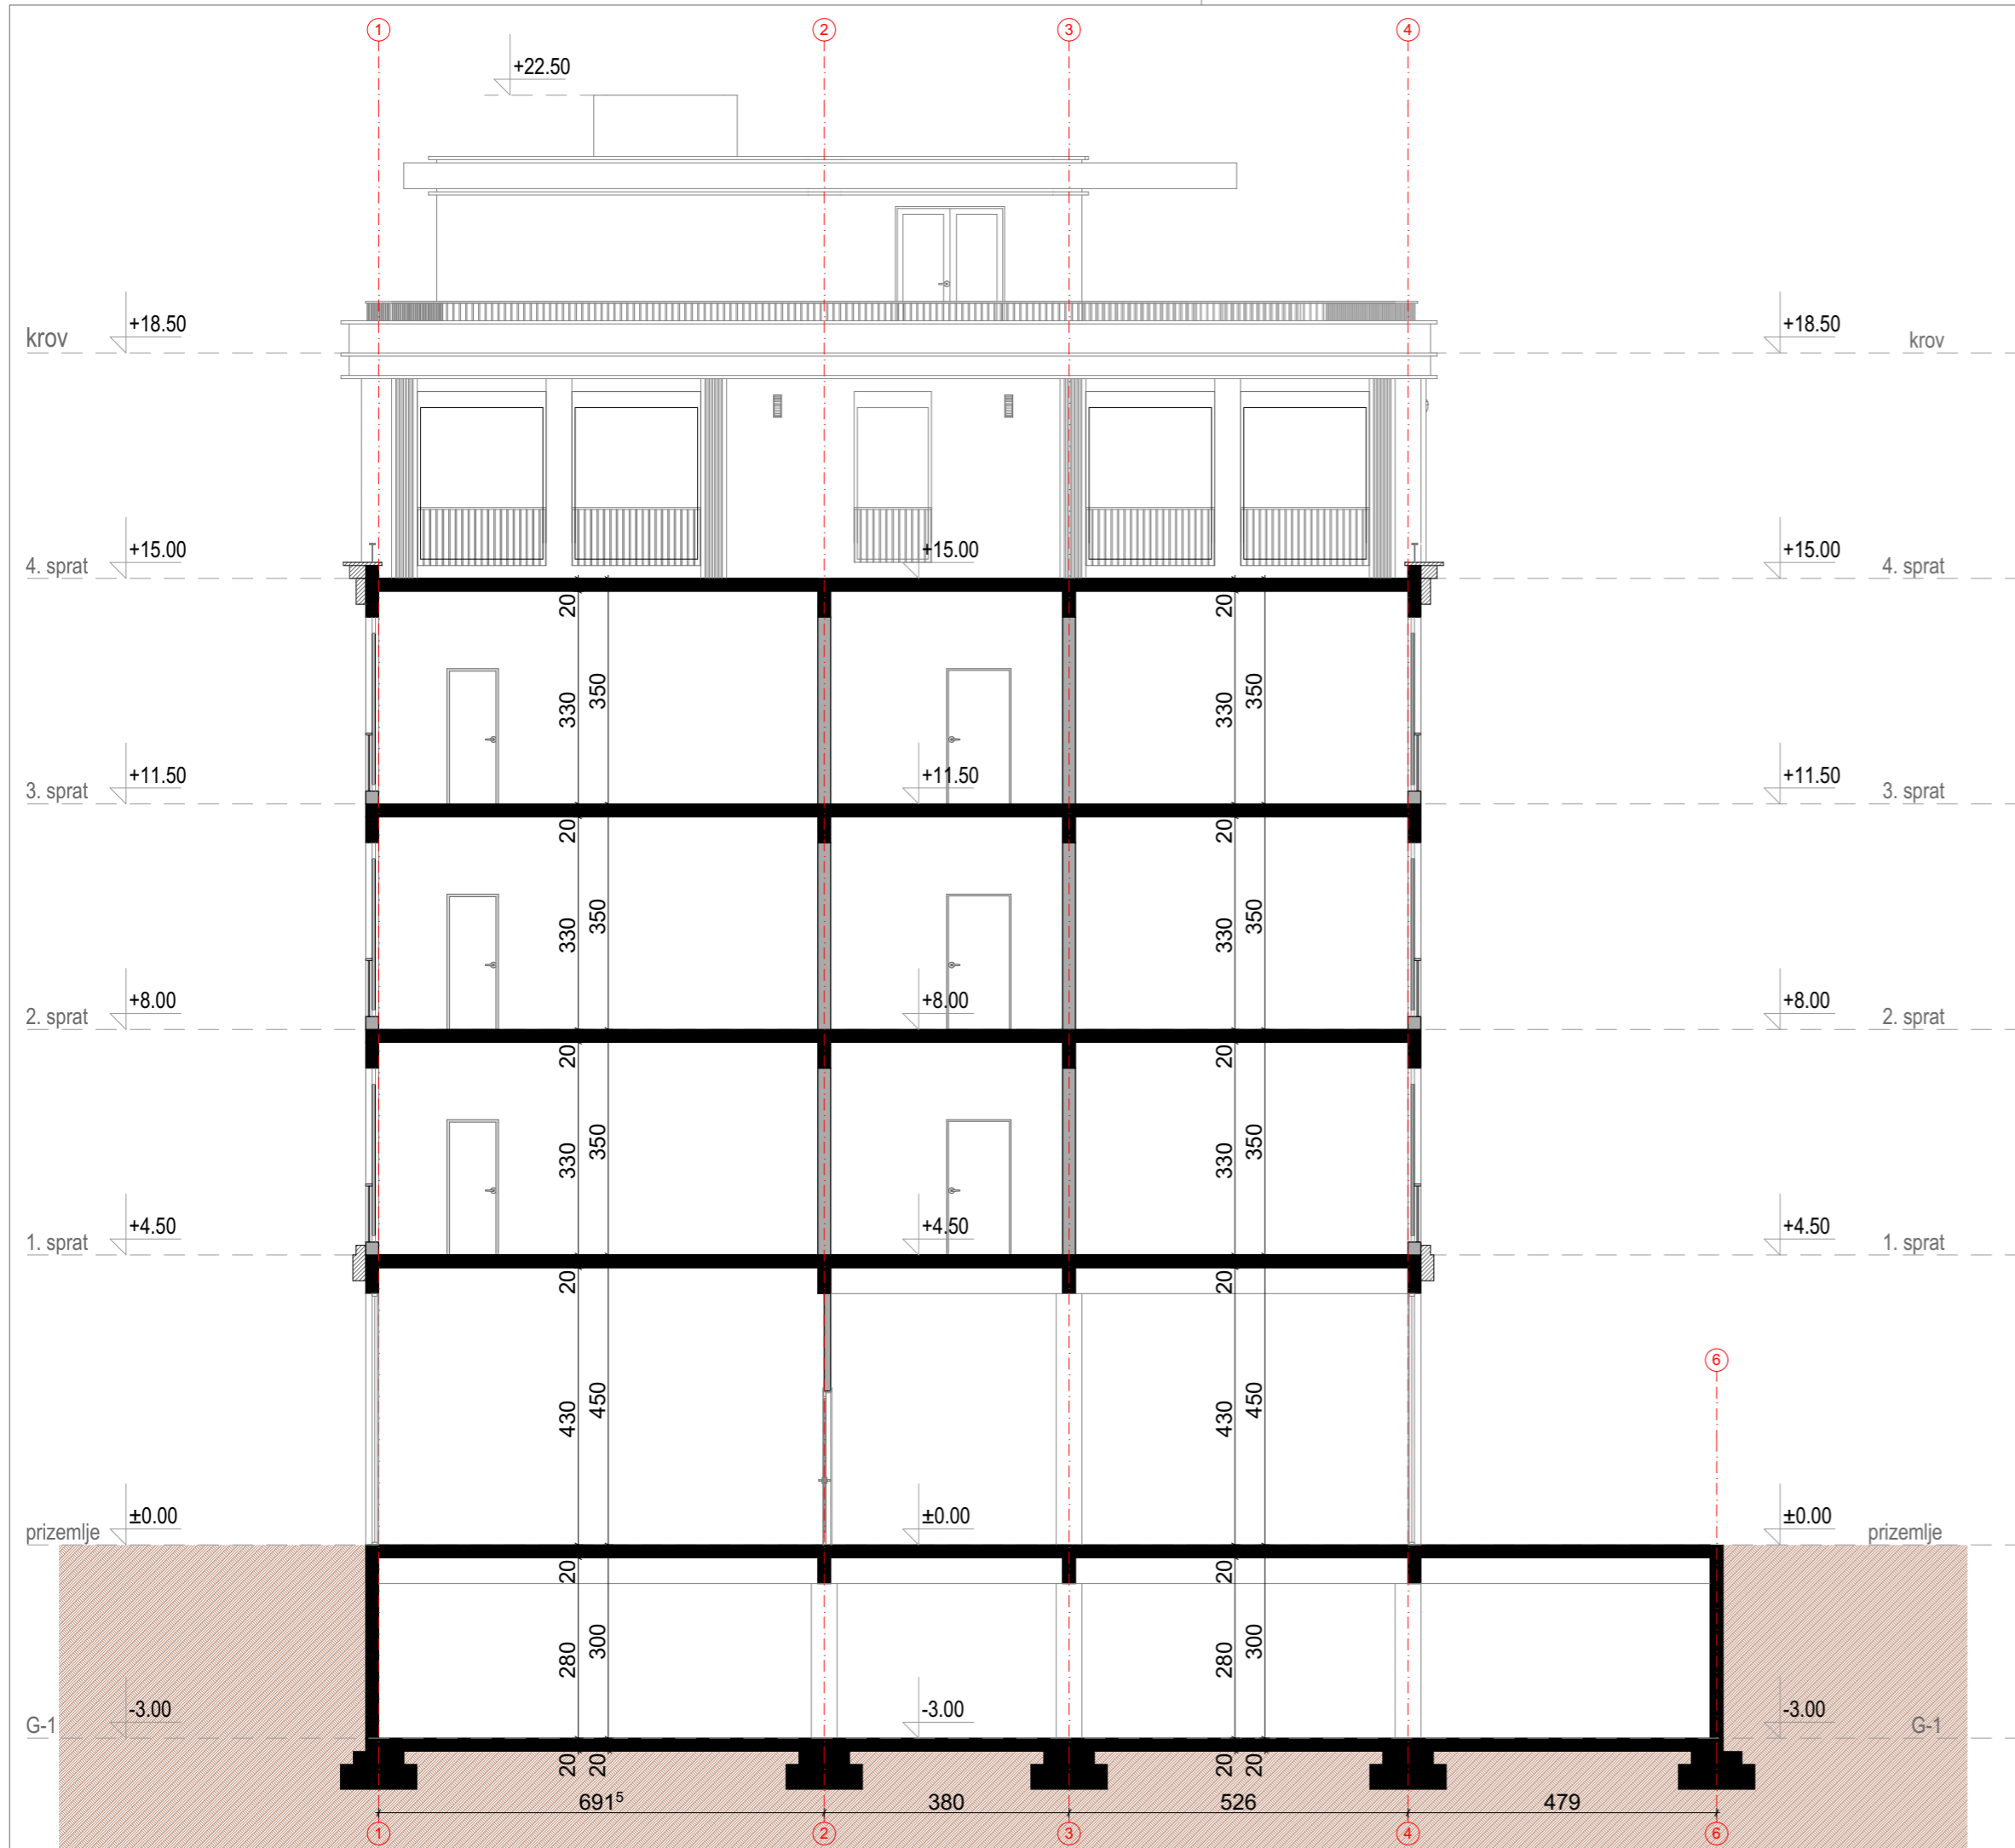 1 2 3 4
+22.50
krov +18.50 +18.50 krov
4. sprat +15.00 +15.00 +15.00 4. sprat
20 20
330 350 330 350
3. sprat +11.50 +11.50 +11.50 3. sprat
20 20
330 350 330 350
2. sprat +8.00 +8.00 +8.00 2. sprat
20 20
330 350 330 350
1. sprat +4.50 +4.50 +4.50 1. sprat
20 20
6
430 450 430 450
prizemlje ±0.00 ±0.00 ±0.00 prizemlje
20 20
280 300 280 300
G-1 -3.00 -3.00 -3.00 G-1
20 20 20 20
691⁵ 380 526 479
1 2 3 4 6